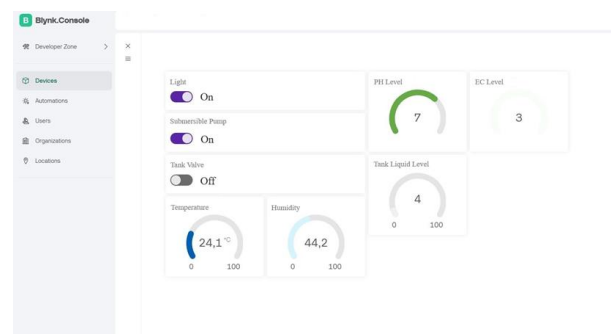 B Blynk.Console
Developer Zone
Devices
Automations
Users
Organizations
Locations
Light
On
Submersible Pump
On
Tank Valve
Off
Temperature
24,1 °C
0 100
Humidity
44,2
0 100
PH Level
7
EC Level
3
Tank Liquid Level
4
0 100